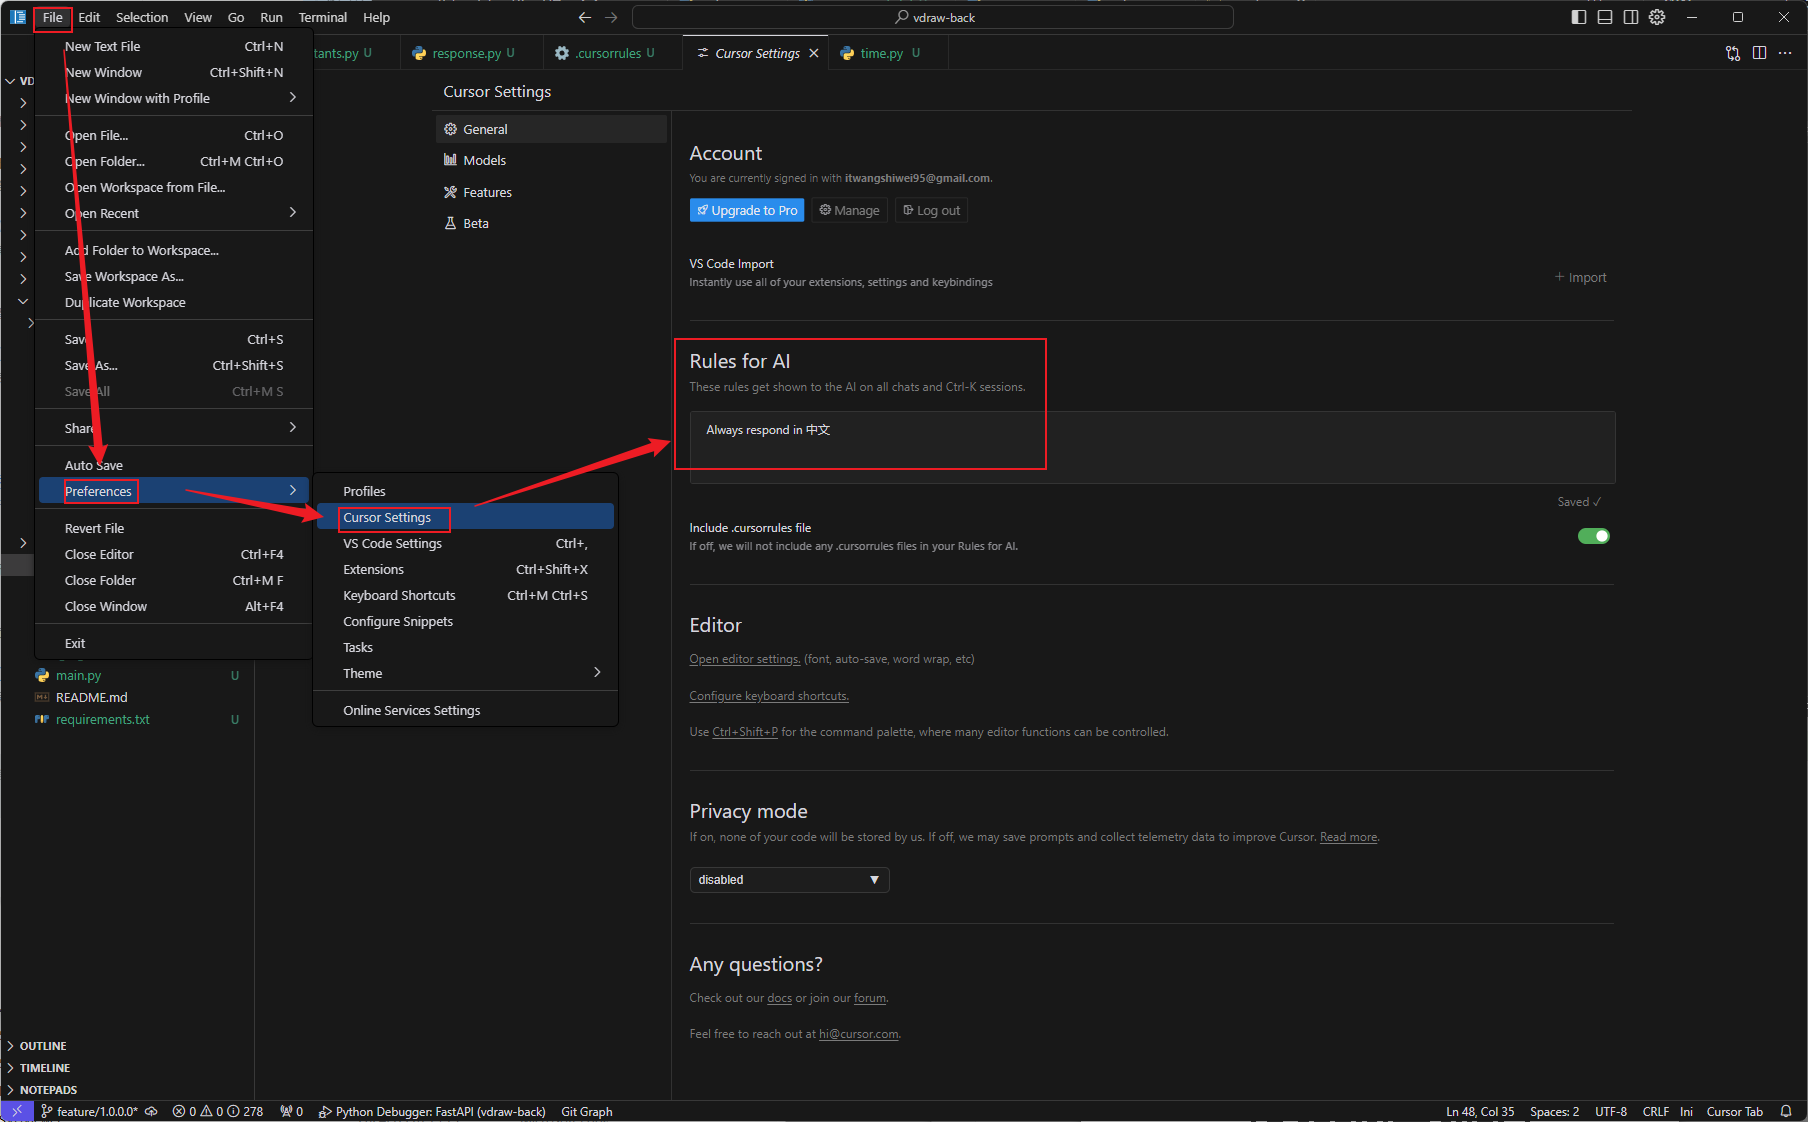 File Edit Selection View Go Run Terminal Help
vdraw-back
tants.py U
response.py U
.cursorrules U
Cursor Settings
time.py U
VD
New Text File Ctrl+N
New Window Ctrl+Shift+N
New Window with Profile
Open File... Ctrl+O
Open Folder... Ctrl+M Ctrl+O
Open Workspace from File...
Open Recent
Add Folder to Workspace...
Save Workspace As...
Duplicate Workspace
Save Ctrl+S
Save As... Ctrl+Shift+S
Save All Ctrl+M S
Share
Auto Save
Preferences
Revert File
Close Editor Ctrl+F4
Close Folder Ctrl+M F
Close Window Alt+F4
Exit
Profiles
Cursor Settings
VS Code Settings Ctrl+,
Extensions Ctrl+Shift+X
Keyboard Shortcuts Ctrl+M Ctrl+S
Configure Snippets
Tasks
Theme
Online Services Settings
main.py U
README.md
requirements.txt U
OUTLINE
TIMELINE
NOTEPADS
Cursor Settings
General
Models
Features
Beta
Account
You are currently signed in with itwangshiwei95@gmail.com.
Upgrade to Pro
Manage
Log out
VS Code Import
Instantly use all of your extensions, settings and keybindings
+ Import
Rules for AI
These rules get shown to the AI on all chats and Ctrl-K sessions.
Always respond in 中文
Saved ✓
Include .cursorrules file
If off, we will not include any .cursorrules files in your Rules for AI.
Editor
Open editor settings. (font, auto-save, word wrap, etc)
Configure keyboard shortcuts.
Use Ctrl+Shift+P for the command palette, where many editor functions can be controlled.
Privacy mode
If on, none of your code will be stored by us. If off, we may save prompts and collect telemetry data to improve Cursor. Read more.
disabled
Any questions?
Check out our docs or join our forum.
Feel free to reach out at hi@cursor.com.
feature/1.0.0.0* 0 0 278 0 Python Debugger: FastAPI (vdraw-back) Git Graph
Ln 48, Col 35 Spaces: 2 UTF-8 CRLF Ini Cursor Tab